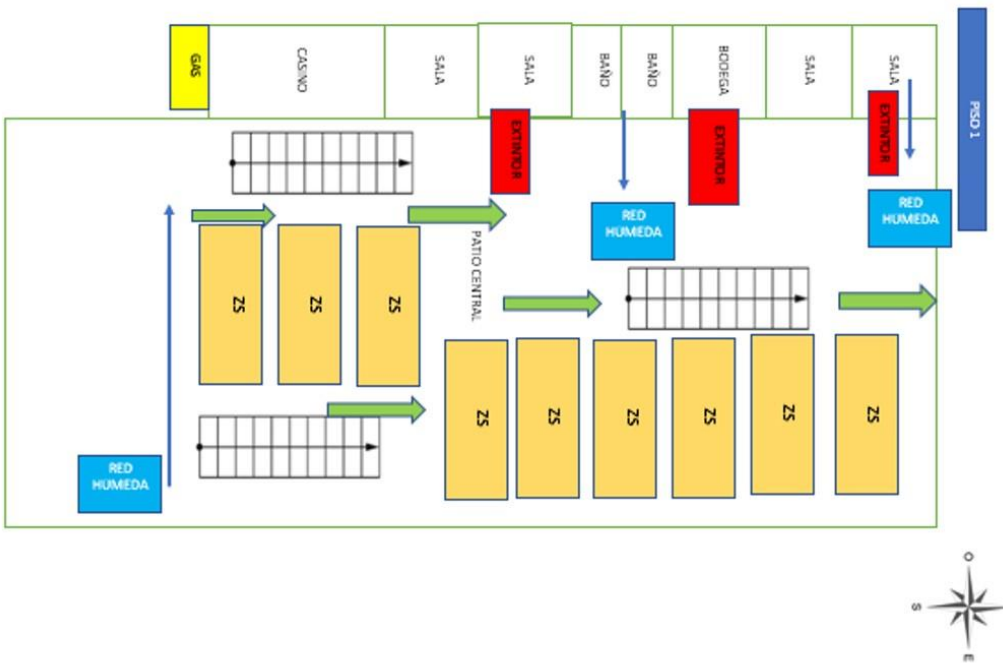 GAS
CASINO
SALA
SALA
BAÑO
BAÑO
BODEGA
SALA
SALA
PISO 1
EXTINTOR
EXTINTOR
EXTINTOR
RED
HUMEDA
RED
HUMEDA
PATIO CENTRAL
ZS
ZS
ZS
ZS
ZS
ZS
ZS
ZS
ZS
RED
HUMEDA
O
S
E